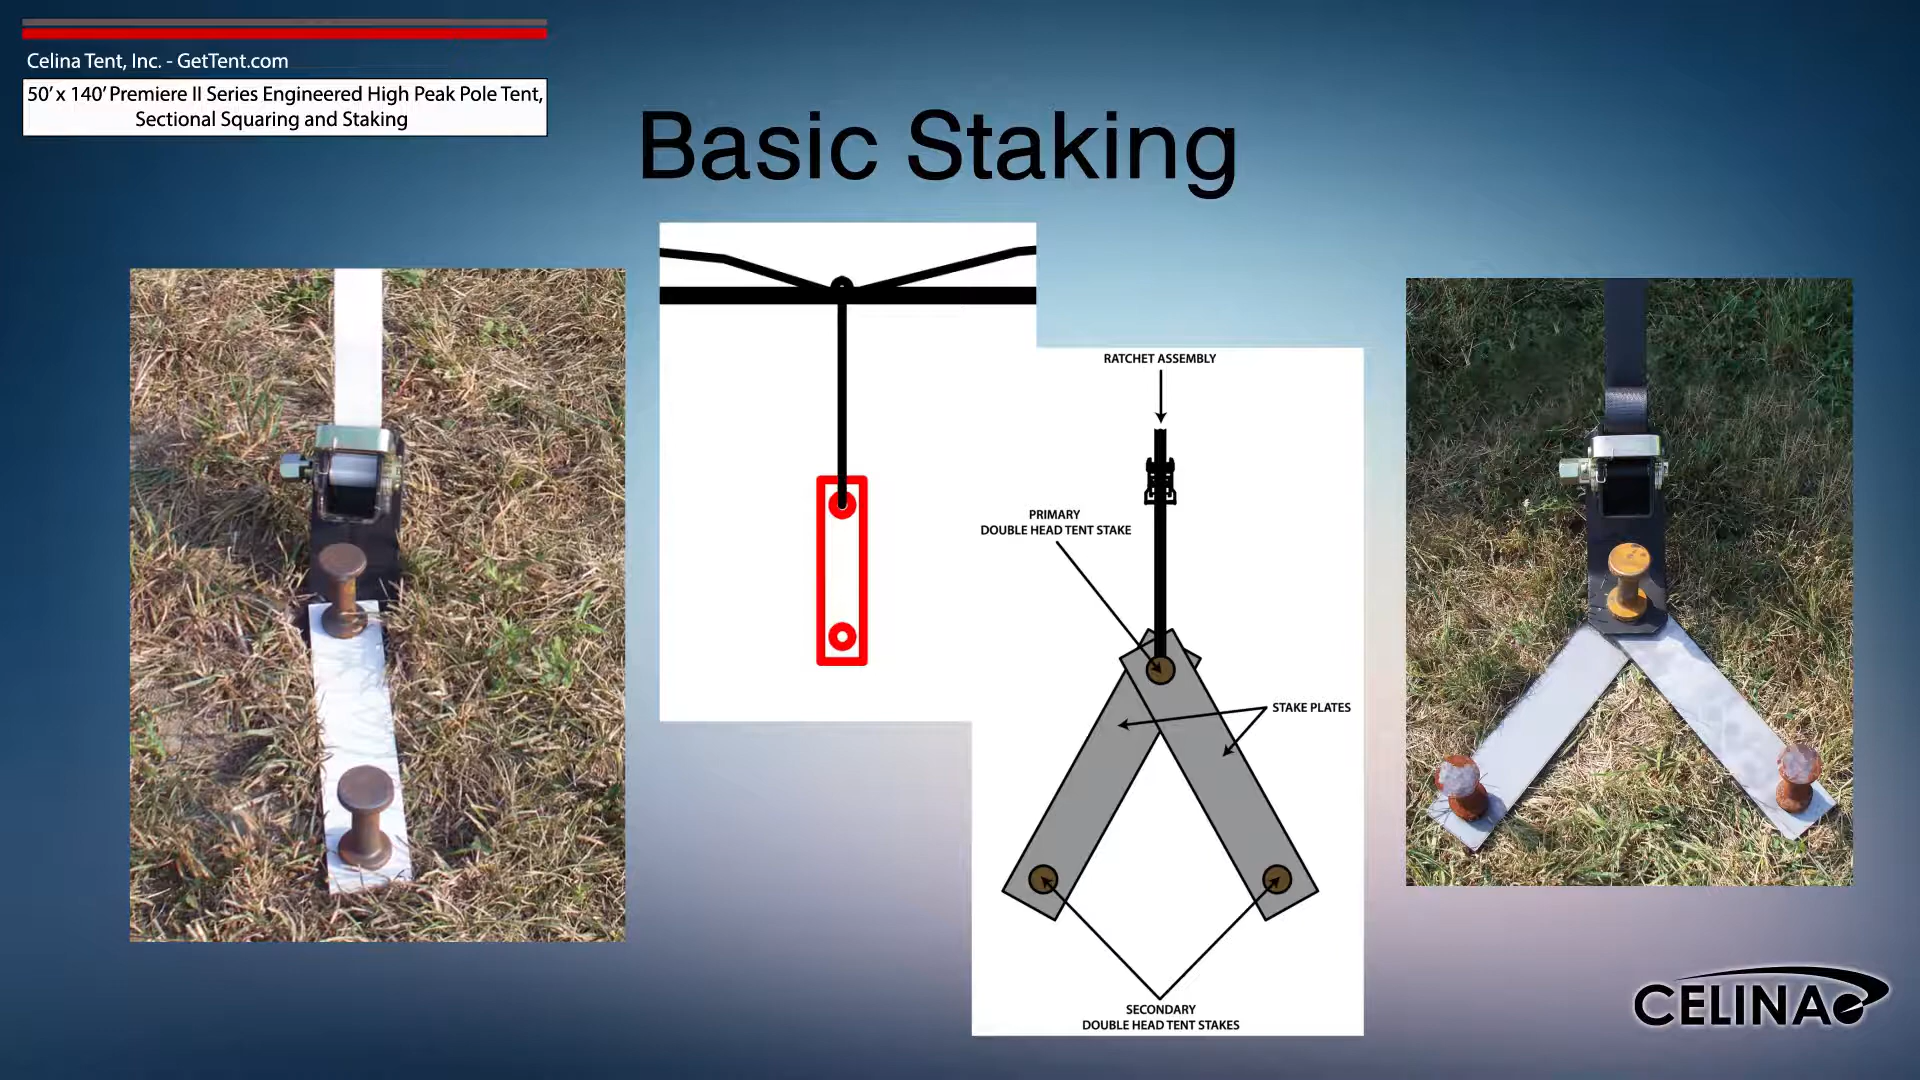 Celina Tent, Inc. - GetTent.com
50' x 140' Premiere II Series Engineered High Peak Pole Tent,
Sectional Squaring and Staking
Basic Staking
RATCHET ASSEMBLY
PRIMARY
DOUBLE HEAD TENT STAKE
STAKE PLATES
SECONDARY
DOUBLE HEAD TENT STAKES
CELINA